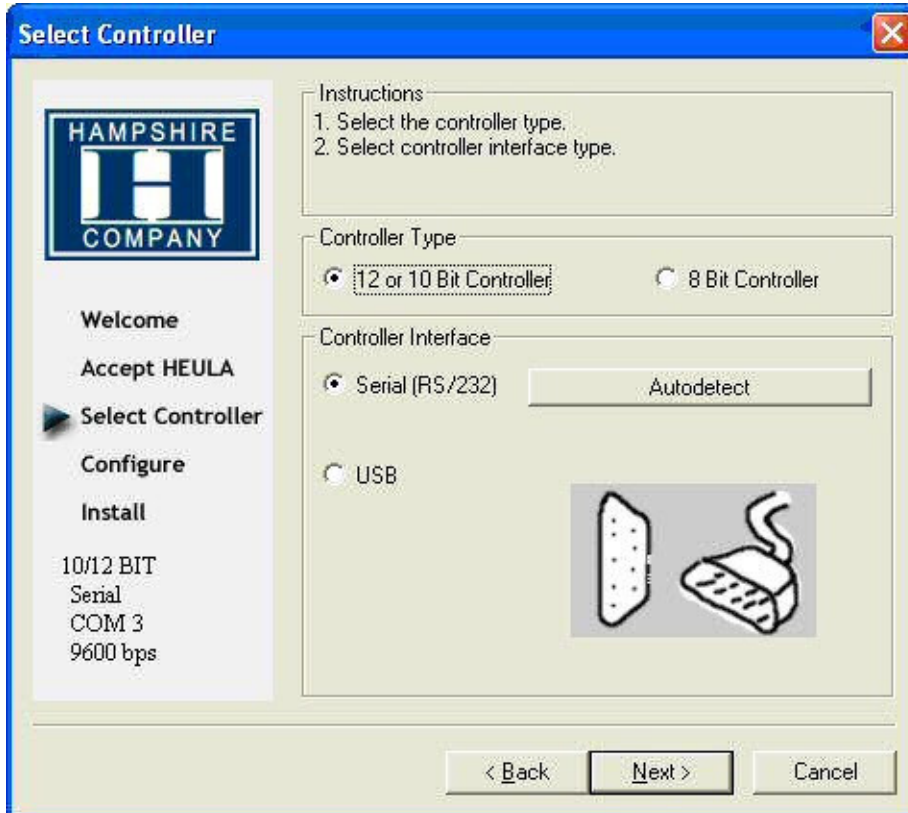 Select Controller
HAMPSHIRE
H
COMPANY
Welcome
Accept HEULA
Select Controller
Configure
Install
10/12 BIT
Serial
COM 3
9600 bps
Instructions
1. Select the controller type.
2. Select controller interface type.
Controller Type
12 or 10 Bit Controller 8 Bit Controller
Controller Interface
Serial (RS/232) Autodetect
USB
< Back Next > Cancel